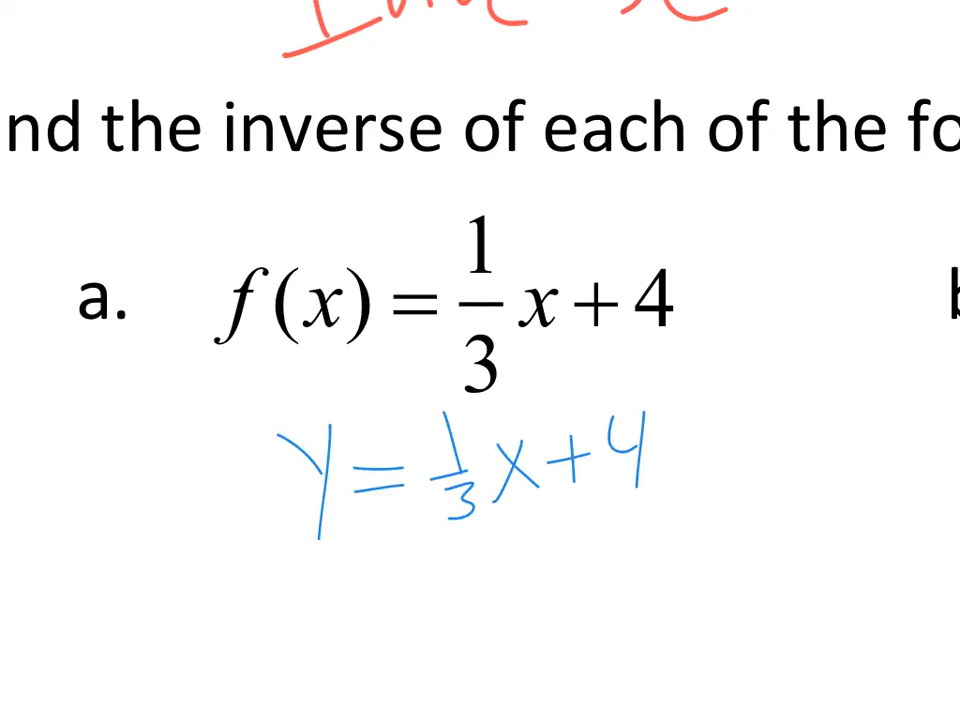 nd the inverse of each of the fo
a. f(x) = 1/3 x + 4
y = 1/3 x + 4